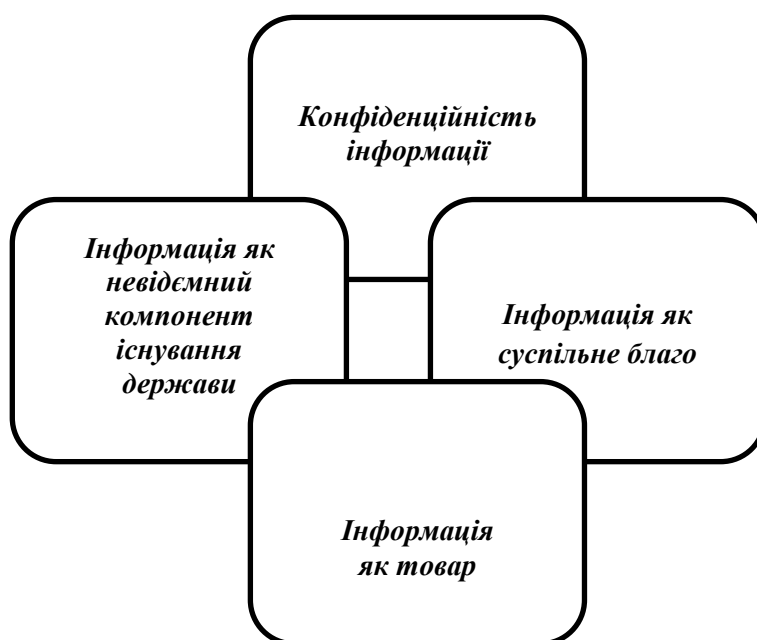 Конфіденційність
інформації
Інформація як
невідємний
компонент
існування
держави
Інформація як
суспільне благо
Інформація
як товар